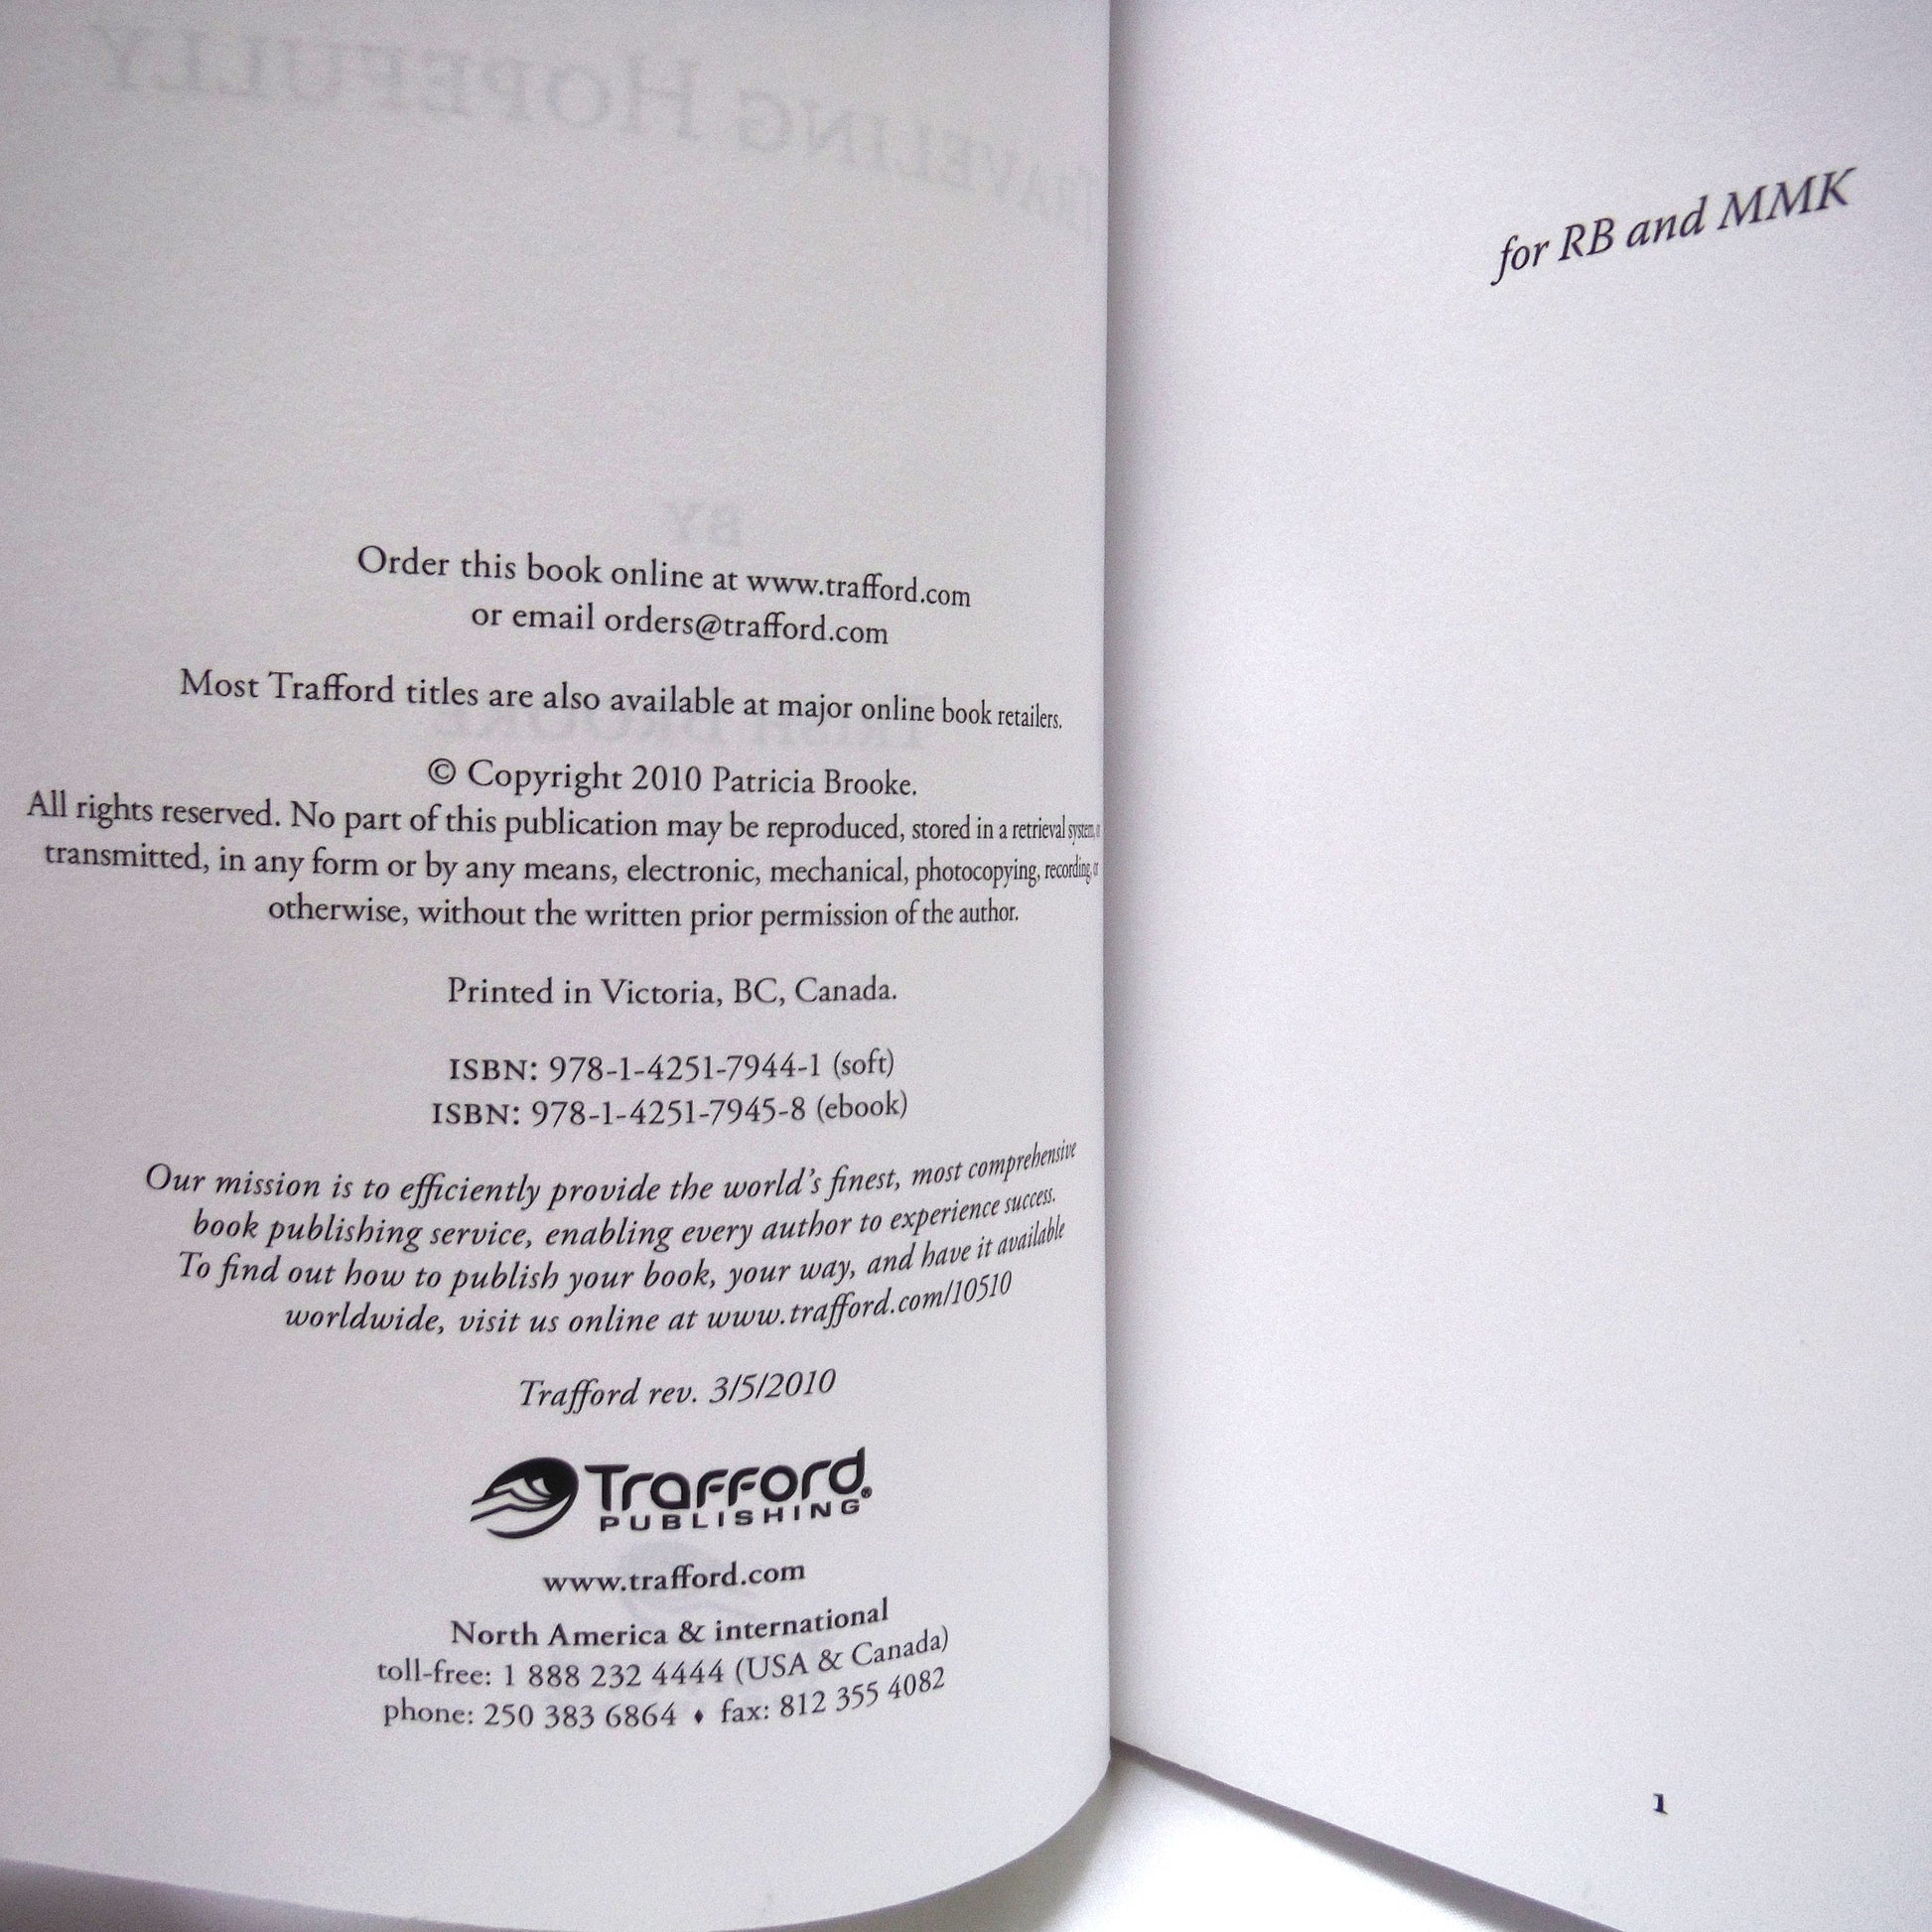 Order this book online at www.trafford.com
or email orders@trafford.com
Most Trafford titles are also available at major online book retailers.
© Copyright 2010 Patricia Brooke.
All rights reserved. No part of this publication may be reproduced, stored in a retrieval system, or
transmitted, in any form or by any means, electronic, mechanical, photocopying, recording, or
otherwise, without the written prior permission of the author.
Printed in Victoria, BC, Canada.
ISBN: 978-1-4251-7944-1 (soft)
ISBN: 978-1-4251-7945-8 (ebook)
Our mission is to efficiently provide the world's finest, most comprehensive
book publishing service, enabling every author to experience success.
To find out how to publish your book, your way, and have it available
worldwide, visit us online at www.trafford.com/10510
Trafford rev. 3/5/2010
Trafford®
PUBLISHING
www.trafford.com
North America & international
toll-free: 1 888 232 4444 (USA & Canada)
phone: 250 383 6864 ♦ fax: 812 355 4082
for RB and MMK
1